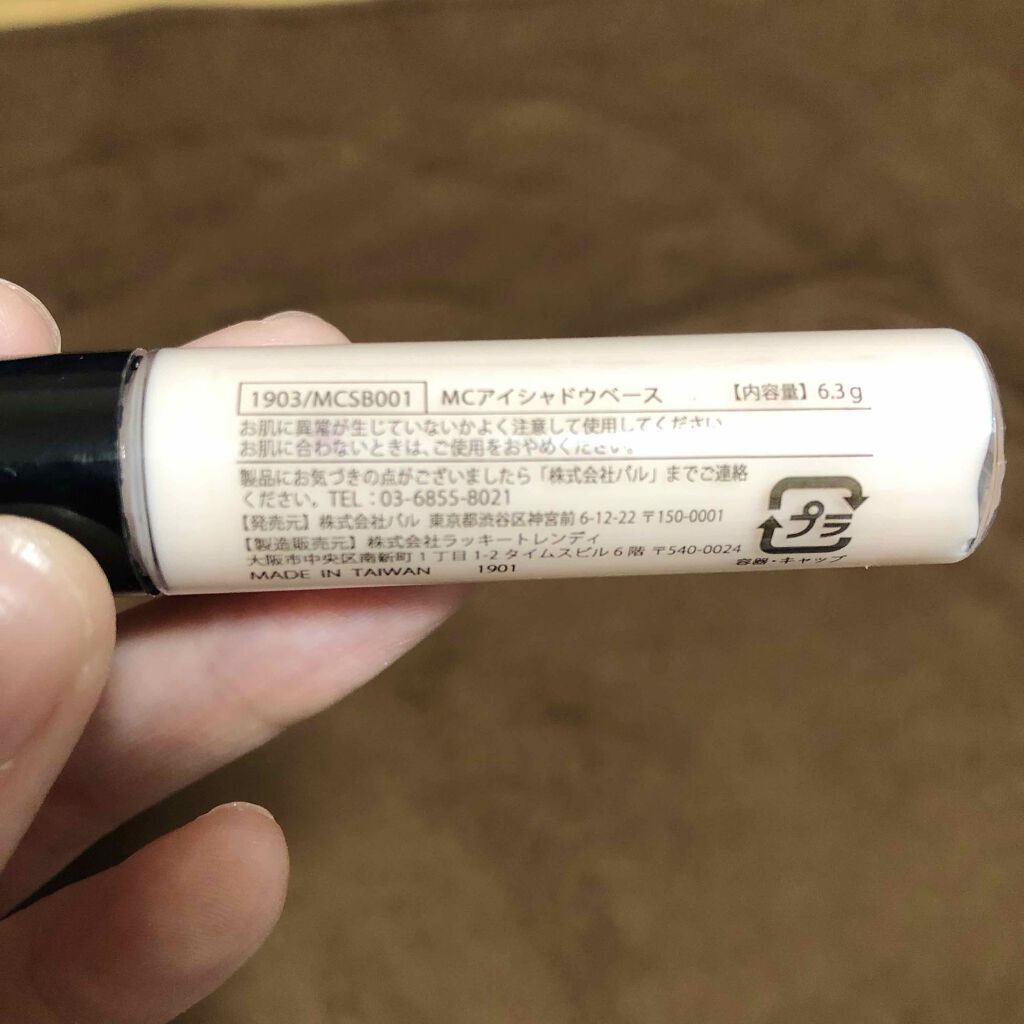 1903/MCSB001 MCアイシャドウベース 【内容量】6.3g
お肌に異常が生じていないかよく注意して使用してください
お肌に合わないときは、ご使用をおやめください。
製品にお気づきの点がございましたら「株式会社パル」までご連絡
ください。TEL:03-6855-8021
【発売元】株式会社パル 東京都渋谷区神宮前6-12-22 〒150-0001
【製造販売元】株式会社ラッキートレンディ
大阪市中央区南新町1丁目1-2タイムスビル6階 〒540-0024
MADE IN TAIWAN 1901
プラ
容器・キャップ